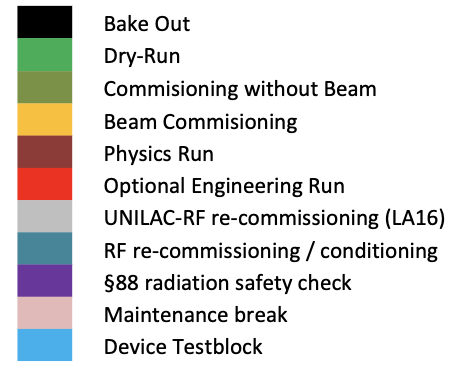 Bake Out
Dry-Run
Commisioning without Beam
Beam Commisioning
Physics Run
Optional Engineering Run
UNILAC-RF re-commissioning (LA16)
RF re-commissioning / conditioning
§88 radiation safety check
Maintenance break
Device Testblock